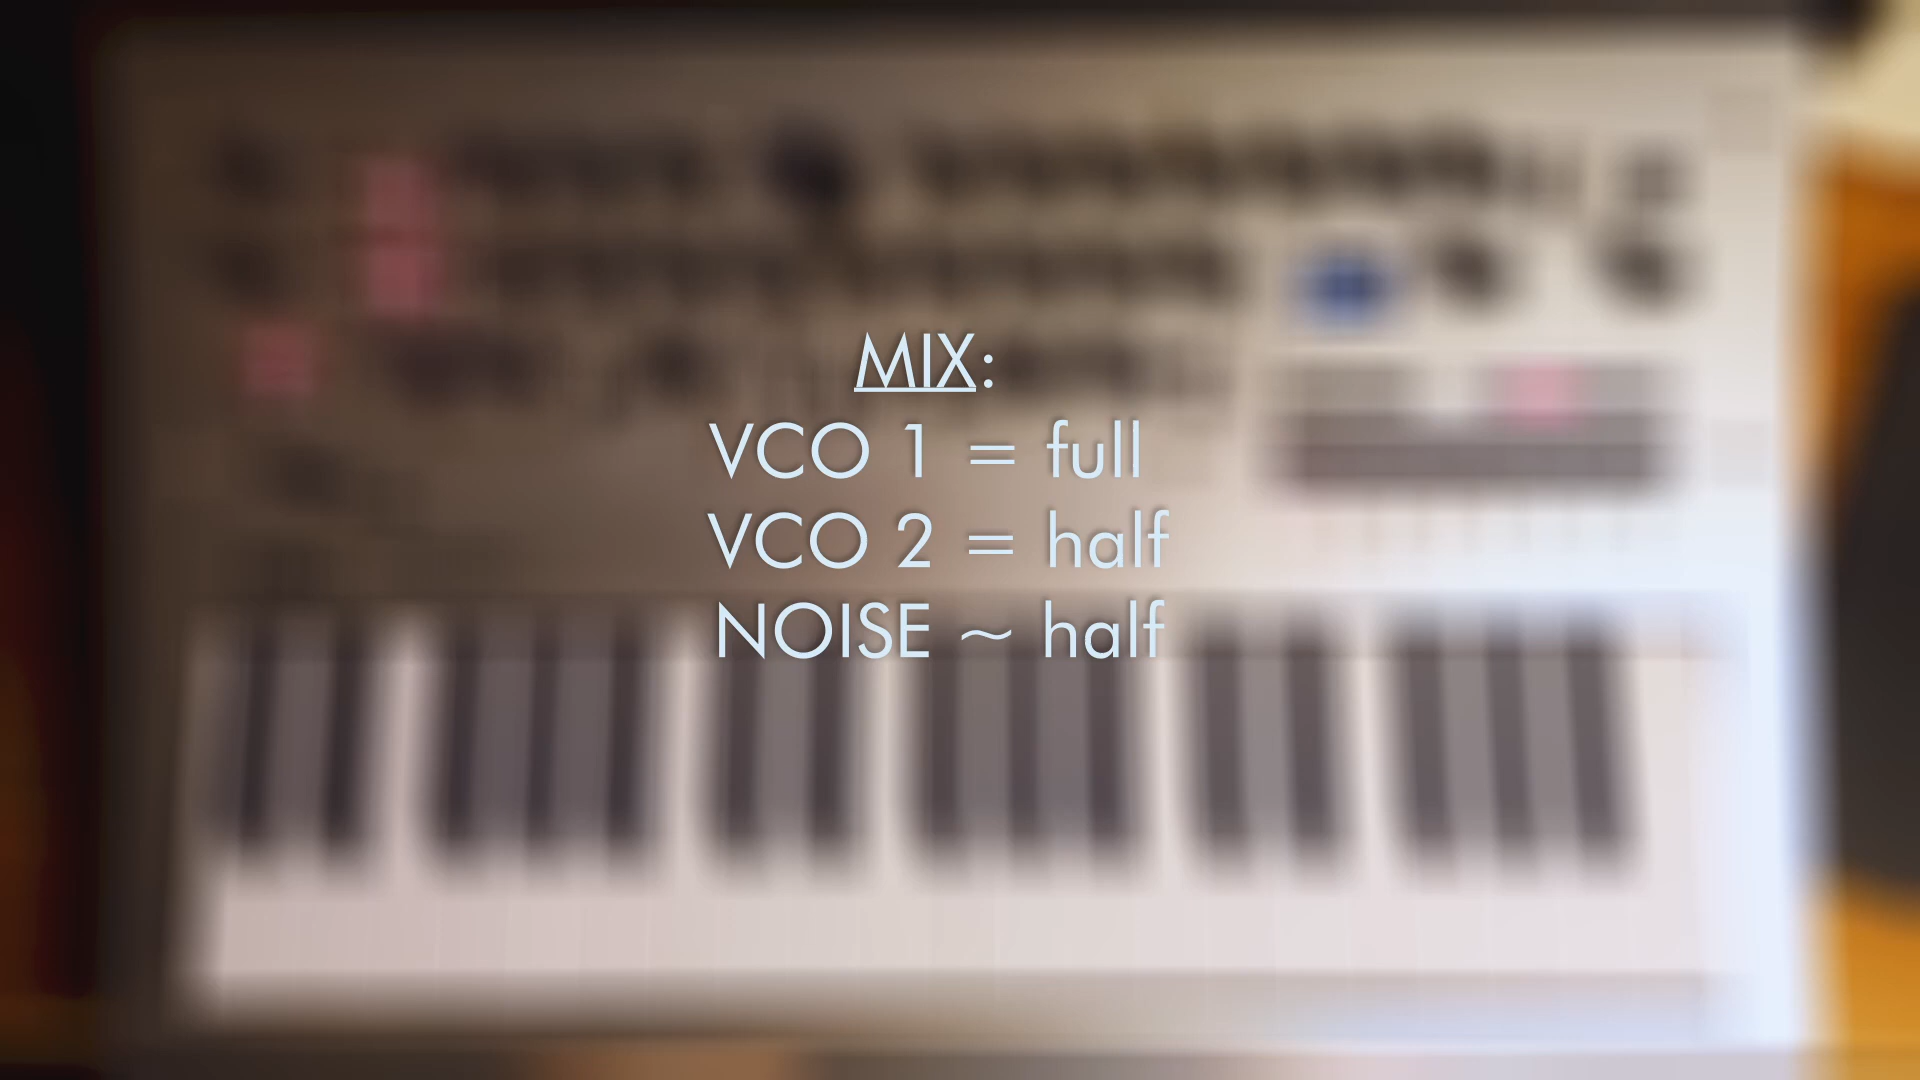 MIX:
VCO 1 = full
VCO 2 = half
NOISE ~ half